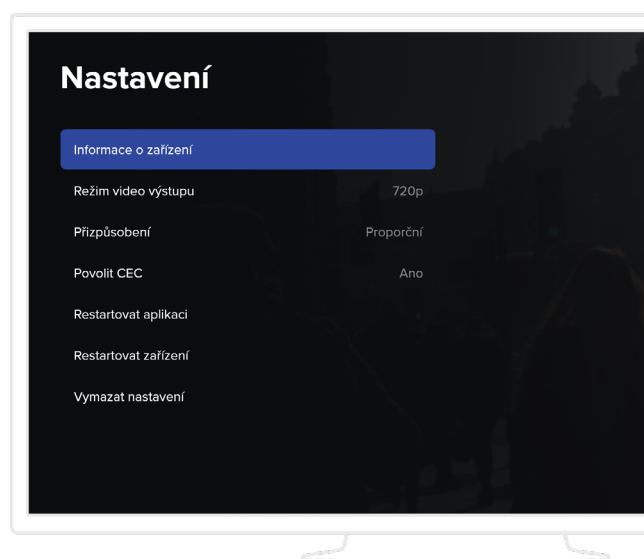 Nastavení
Informace o zařízení
Režim video výstupu 720p
Přizpůsobení Proporční
Povolit CEC Ano
Restartovat aplikaci
Restartovat zařízení
Vymazat nastavení